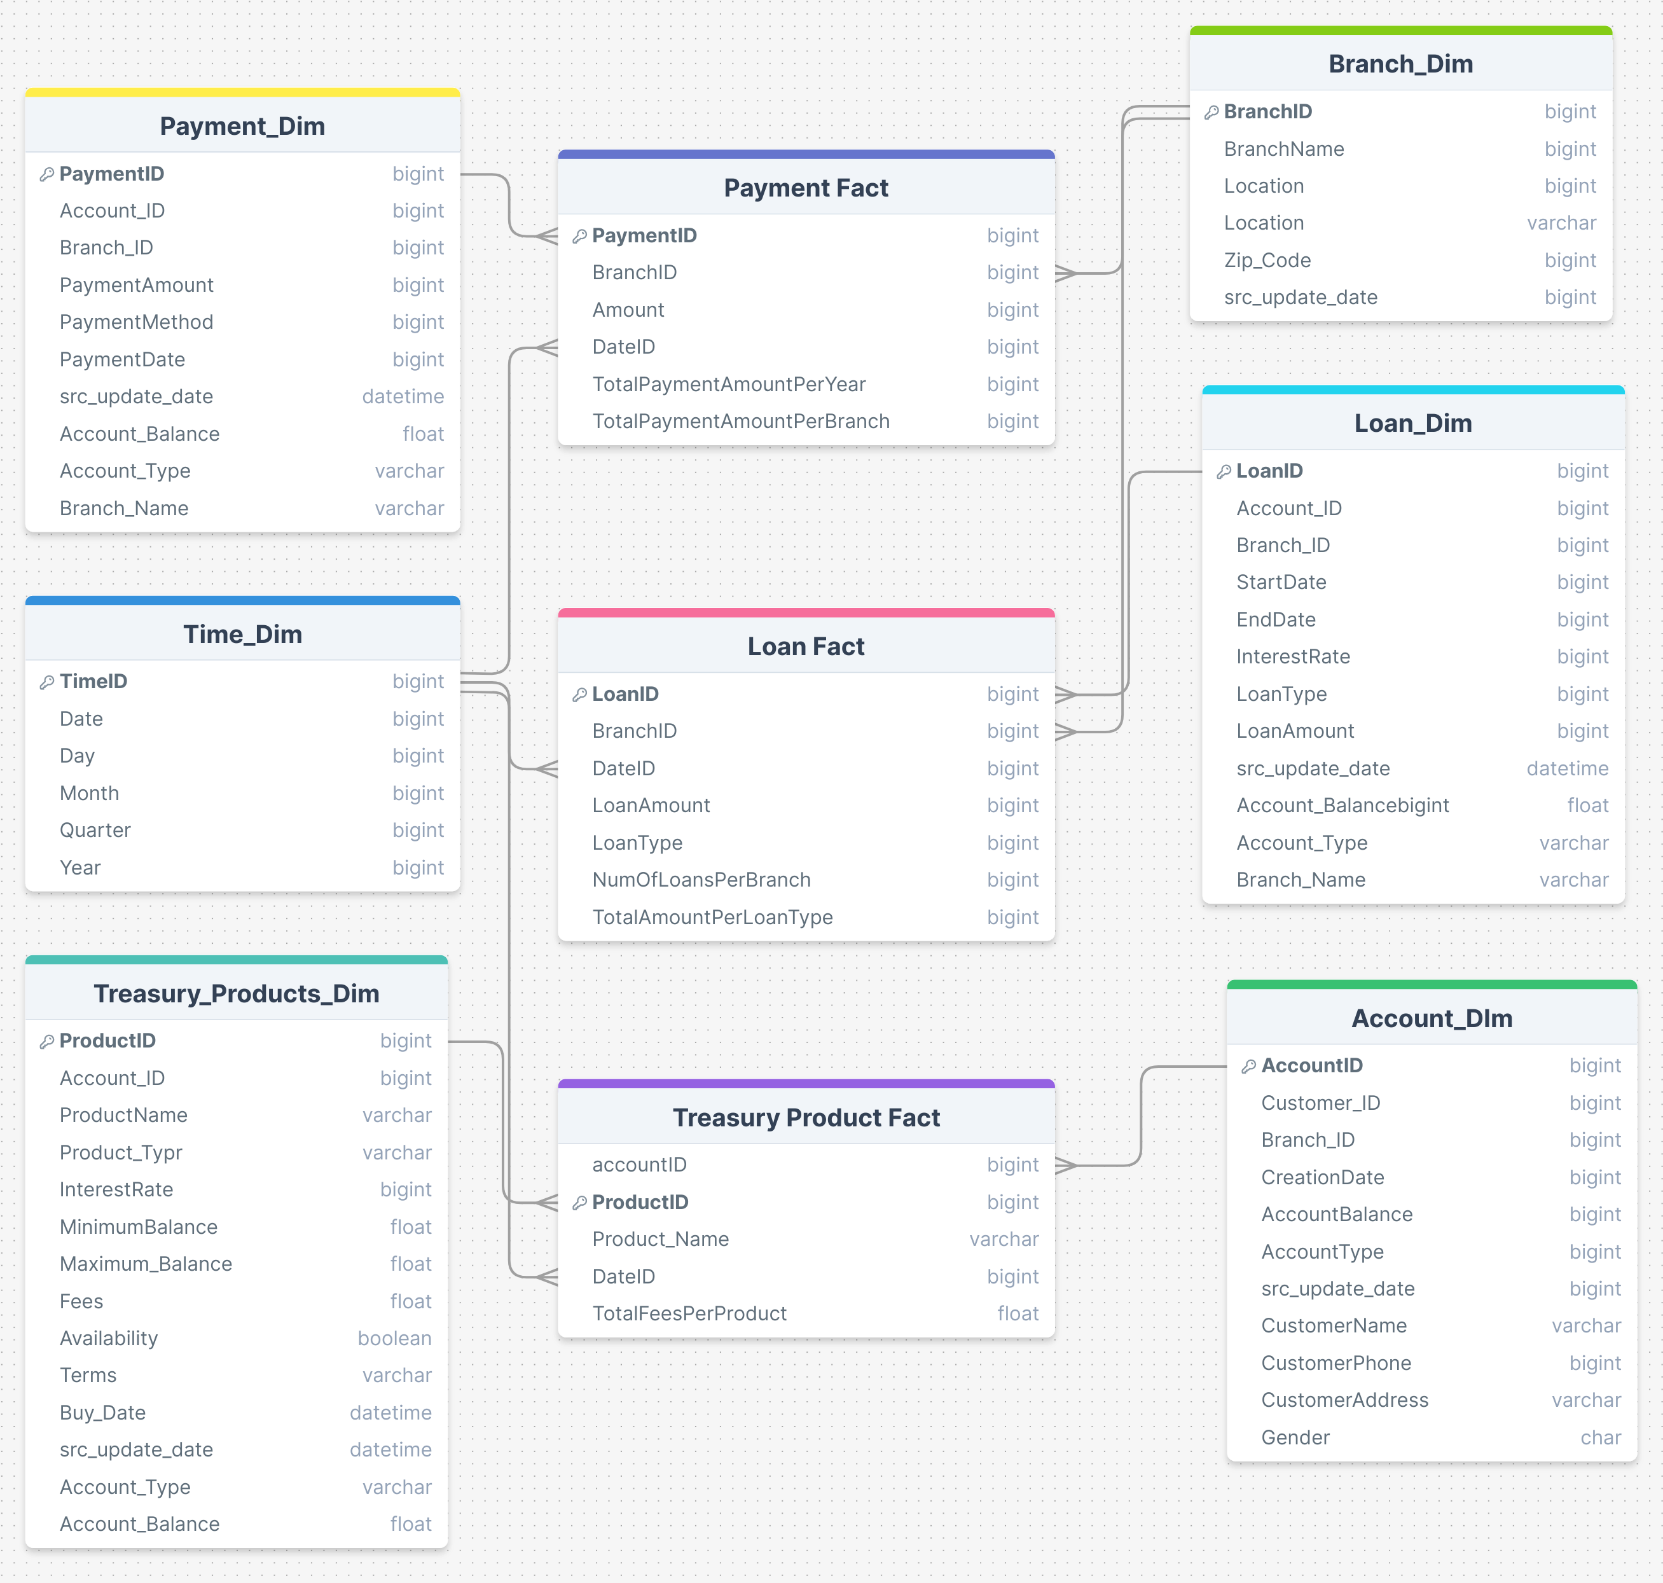 Payment_Dim
PaymentID bigint
Account_ID bigint
Branch_ID bigint
PaymentAmount bigint
PaymentMethod bigint
PaymentDate bigint
src_update_date datetime
Account_Balance float
Account_Type varchar
Branch_Name varchar
Time_Dim
TimeID bigint
Date bigint
Day bigint
Month bigint
Quarter bigint
Year bigint
Treasury_Products_Dim
ProductID bigint
Account_ID bigint
ProductName varchar
Product_Typr varchar
InterestRate bigint
MinimumBalance float
Maximum_Balance float
Fees float
Availability boolean
Terms varchar
Buy_Date datetime
src_update_date datetime
Account_Type varchar
Account_Balance float
Payment Fact
PaymentID bigint
BranchID bigint
Amount bigint
DateID bigint
TotalPaymentAmountPerYear bigint
TotalPaymentAmountPerBranch bigint
Loan Fact
LoanID bigint
BranchID bigint
DateID bigint
LoanAmount bigint
LoanType bigint
NumOfLoansPerBranch bigint
TotalAmountPerLoanType bigint
Treasury Product Fact
accountID bigint
ProductID bigint
Product_Name varchar
DateID bigint
TotalFeesPerProduct float
Branch_Dim
BranchID bigint
BranchName bigint
Location bigint
Location varchar
Zip_Code bigint
src_update_date bigint
Loan_Dim
LoanID bigint
Account_ID bigint
Branch_ID bigint
StartDate bigint
EndDate bigint
InterestRate bigint
LoanType bigint
LoanAmount bigint
src_update_date datetime
Account_Balancebigint float
Account_Type varchar
Branch_Name varchar
Account_DIm
AccountID bigint
Customer_ID bigint
Branch_ID bigint
CreationDate bigint
AccountBalance bigint
AccountType bigint
src_update_date bigint
CustomerName varchar
CustomerPhone bigint
CustomerAddress varchar
Gender char